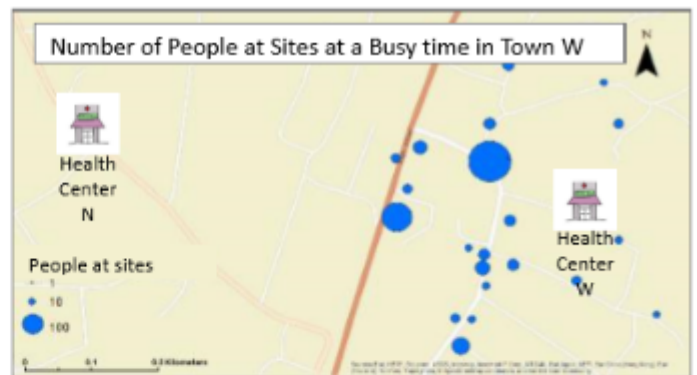 Number of People at Sites at a Busy time in Town W
N
Health
Center
N
Health
Center
W
People at sites
1
10
100
0 0.1 0.3 Kilometers